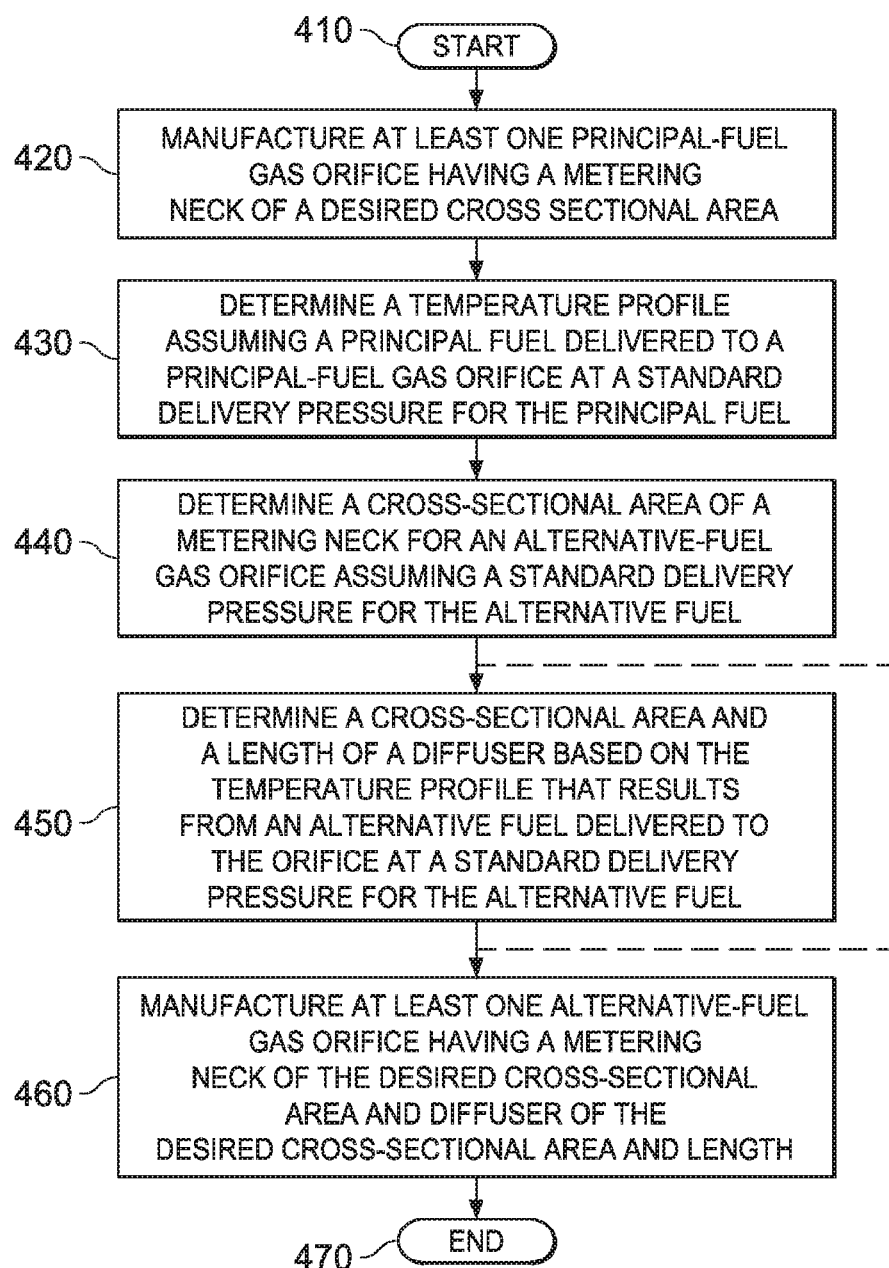 410
START
420
MANUFACTURE AT LEAST ONE PRINCIPAL-FUEL
GAS ORIFICE HAVING A METERING
NECK OF A DESIRED CROSS SECTIONAL AREA
430
DETERMINE A TEMPERATURE PROFILE
ASSUMING A PRINCIPAL FUEL DELIVERED TO A
PRINCIPAL-FUEL GAS ORIFICE AT A STANDARD
DELIVERY PRESSURE FOR THE PRINCIPAL FUEL
440
DETERMINE A CROSS-SECTIONAL AREA OF A
METERING NECK FOR AN ALTERNATIVE-FUEL
GAS ORIFICE ASSUMING A STANDARD DELIVERY
PRESSURE FOR THE ALTERNATIVE FUEL
450
DETERMINE A CROSS-SECTIONAL AREA AND
A LENGTH OF A DIFFUSER BASED ON THE
TEMPERATURE PROFILE THAT RESULTS
FROM AN ALTERNATIVE FUEL DELIVERED TO
THE ORIFICE AT A STANDARD DELIVERY
PRESSURE FOR THE ALTERNATIVE FUEL
460
MANUFACTURE AT LEAST ONE ALTERNATIVE-FUEL
GAS ORIFICE HAVING A METERING
NECK OF THE DESIRED CROSS-SECTIONAL
AREA AND DIFFUSER OF THE
DESIRED CROSS-SECTIONAL AREA AND LENGTH
470
END